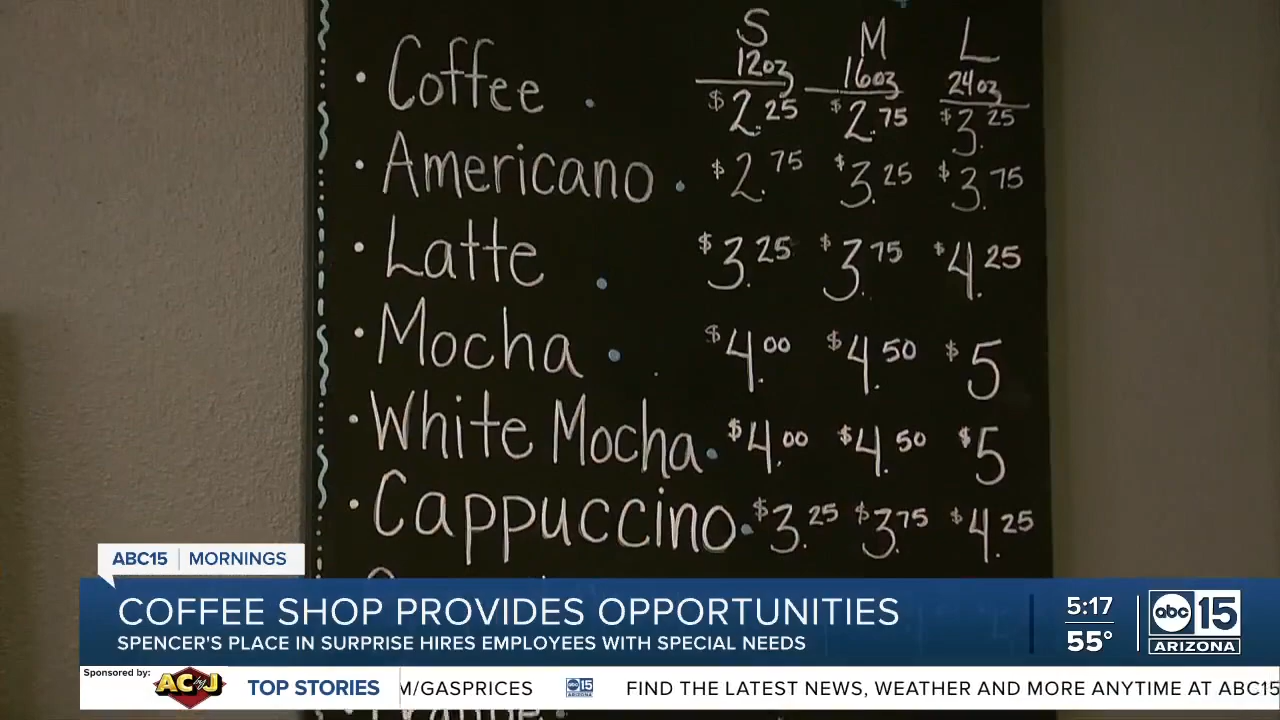 S M L
12oz 16oz 24oz
• Coffee . $2.25 $2.75 $3.25
• Americano . $2.75 $3.25 $3.75
• Latte . $3.25 $3.75 $4.25
• Mocha . $4.00 $4.50 $5
• White Mocha . $4.00 $4.50 $5
• Cappuccino . $3.25 $3.75 $4.25
ABC15 | MORNINGS
COFFEE SHOP PROVIDES OPPORTUNITIES
SPENCER'S PLACE IN SURPRISE HIRES EMPLOYEES WITH SPECIAL NEEDS
5:17
55°
abc 15
ARIZONA
Sponsored by:
AC by J
TOP STORIES
M/GASPRICES abc 15 FIND THE LATEST NEWS, WEATHER AND MORE ANYTIME AT ABC15